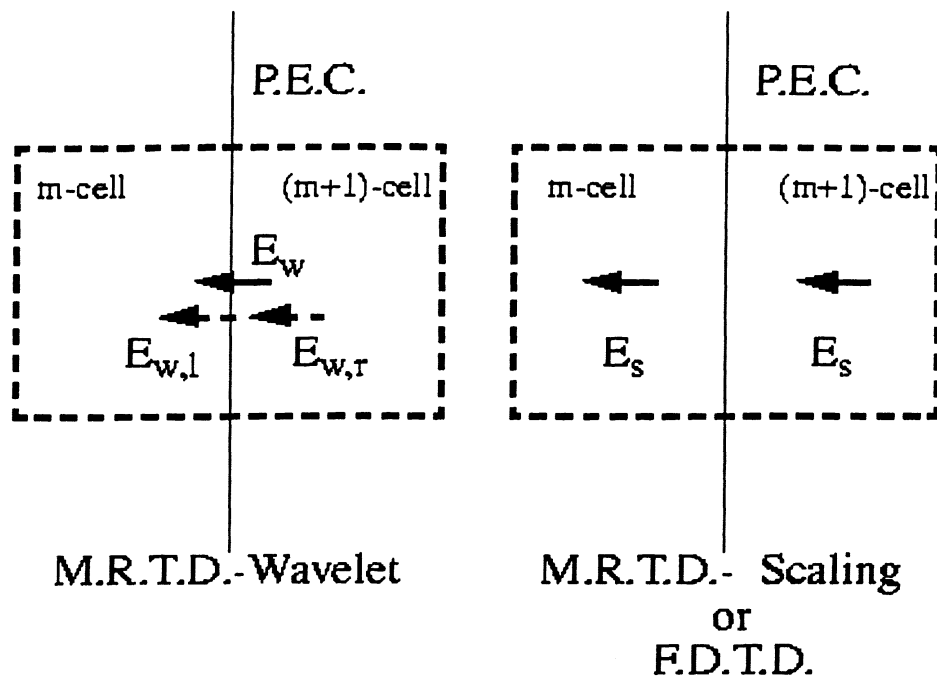 P.E.C.
m-cell
(m+1)-cell
E_w
E_w,l
E_w,r
M.R.T.D.-Wavelet
P.E.C.
m-cell
(m+1)-cell
E_s
E_s
M.R.T.D.- Scaling
or
F.D.T.D.